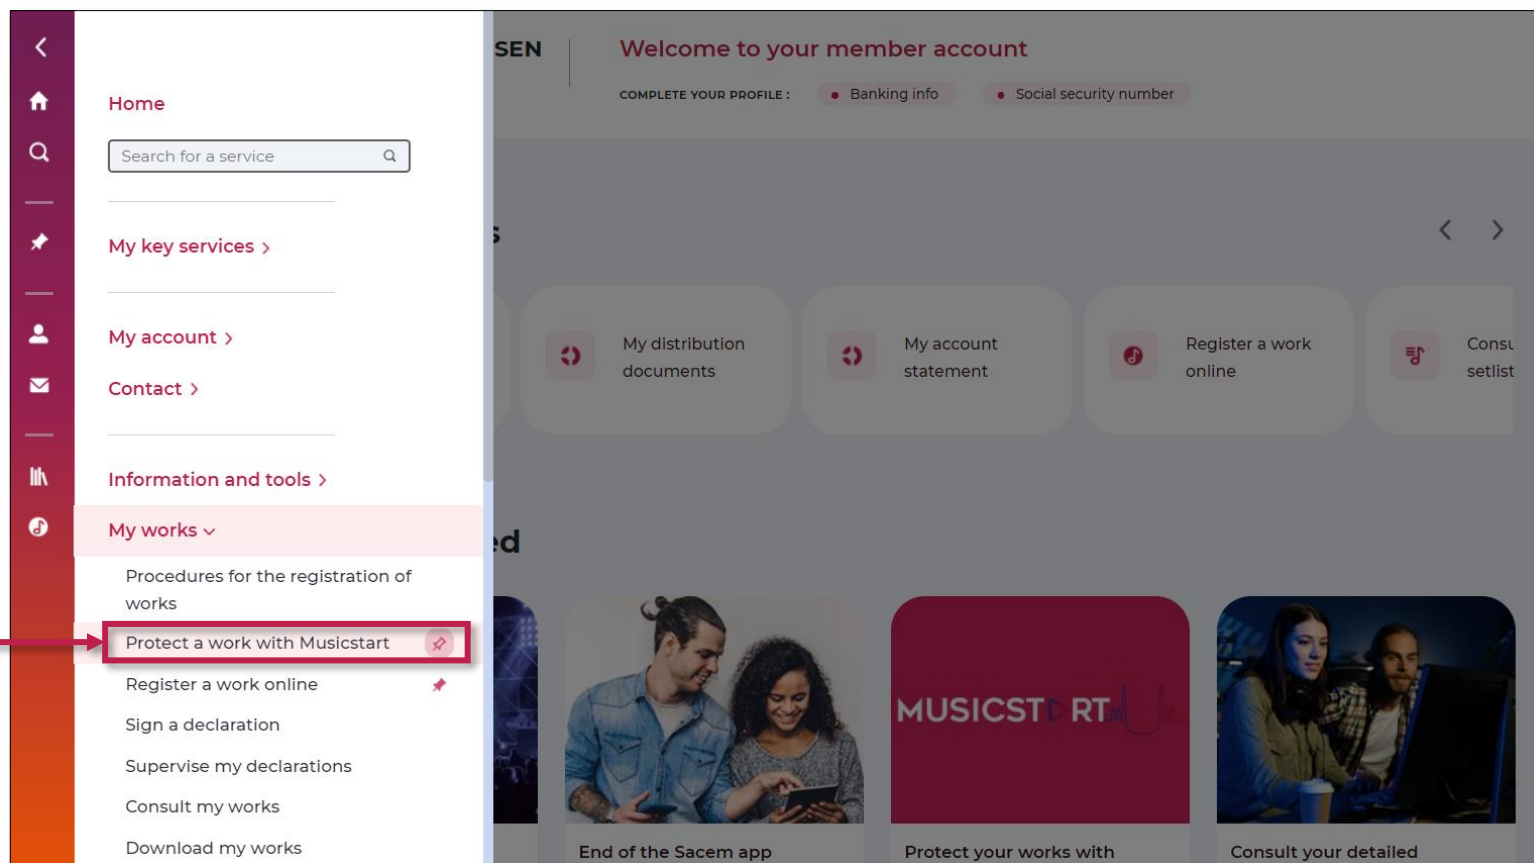 SEN
Welcome to your member account
COMPLETE YOUR PROFILE :
Banking info
Social security number
Home
Search for a service
My key services
My account
Contact
Information and tools
My works
Procedures for the registration of
works
Protect a work with Musicstart
Register a work online
Sign a declaration
Supervise my declarations
Consult my works
Download my works
s
My distribution
documents
My account
statement
Register a work
online
Consu
setlist
ed
MUSICSTART
End of the Sacem app
Protect your works with
Consult your detailed